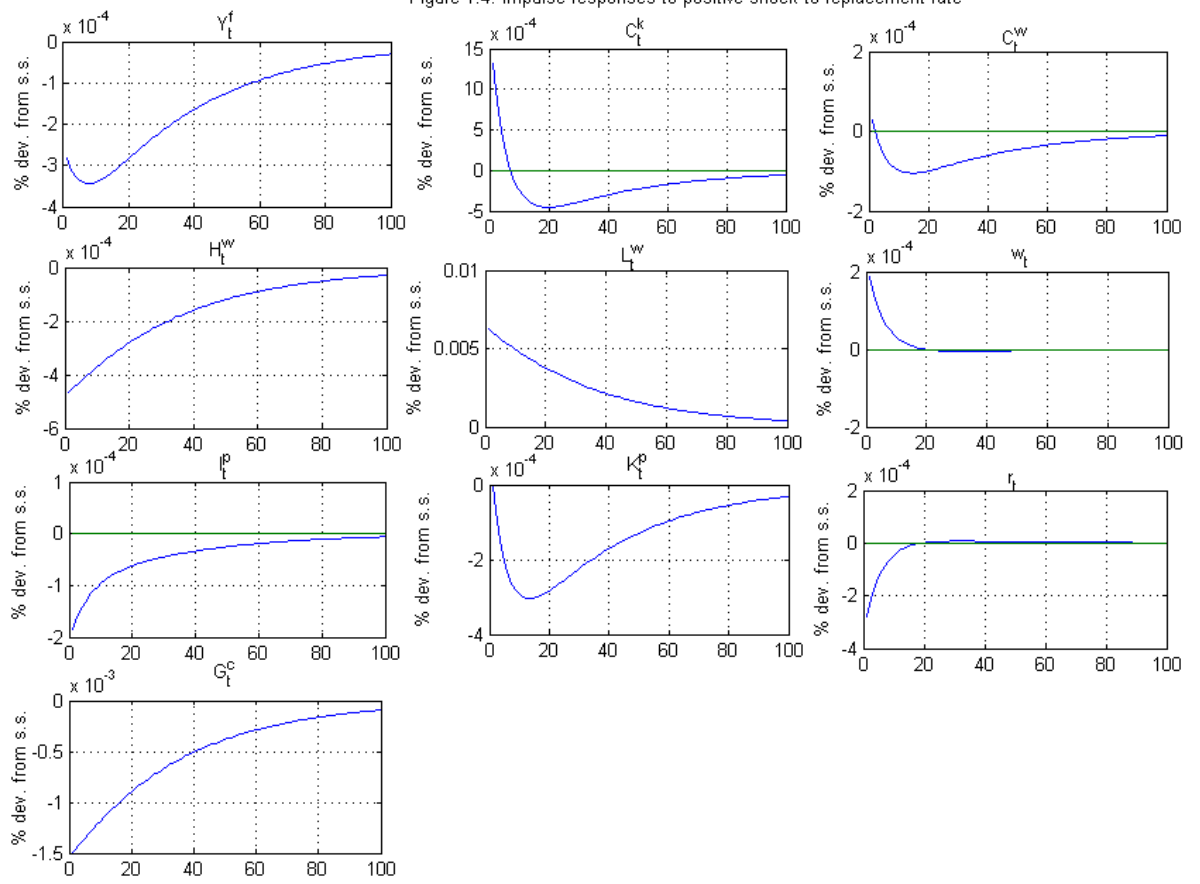 Figure 1.4: Impulse responses to positive shock to replacement rate
x 10^-4
Y_t^f
% dev. from s.s.
0
-1
-2
-3
-4
0 20 40 60 80 100
x 10^-4
C_t^k
% dev. from s.s.
15
10
5
0
-5
0 20 40 60 80 100
x 10^-4
C_t^w
% dev. from s.s.
2
0
-2
0 20 40 60 80 100
x 10^-4
H_t^w
% dev. from s.s.
0
-2
-4
-6
0 20 40 60 80 100
L_t^w
% dev. from s.s.
0.01
0.005
0
0 20 40 60 80 100
x 10^-4
w_t
% dev. from s.s.
2
0
-2
0 20 40 60 80 100
x 10^-4
I_t^p
% dev. from s.s.
1
0
-1
-2
0 20 40 60 80 100
x 10^-4
K_t^p
% dev. from s.s.
0
-2
-4
0 20 40 60 80 100
x 10^-4
r_t
% dev. from s.s.
2
0
-2
-4
0 20 40 60 80 100
x 10^-3
G_t^c
% dev. from s.s.
0
-0.5
-1
-1.5
0 20 40 60 80 100